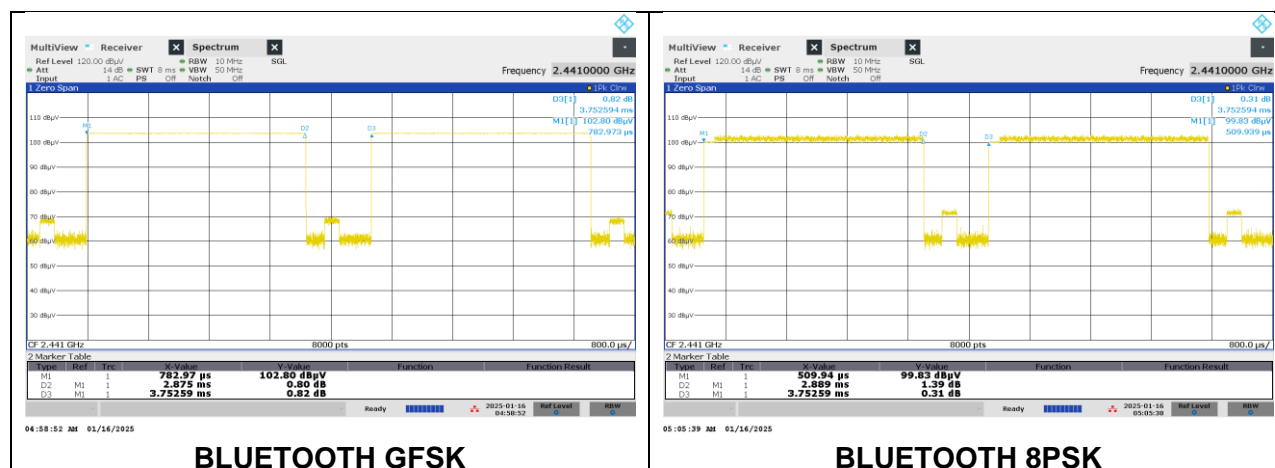 MultiView Receiver X Spectrum X
Ref Level 120.00 dBµV RBW 10 MHz SGL
Att 14 dB SWT 8 ms VBW 50 MHz
Input 1 AC PS Off Notch Off
Frequency 2.4410000 GHz
1 Zero Span 1Pk Clrw
D3[1] 0.82 dB
3.752594 ms
M1[1] 102.80 dBµV
782.973 µs
M1
D2
D3
110 dBµV
100 dBµV
90 dBµV
80 dBµV
70 dBµV
60 dBµV
50 dBµV
40 dBµV
30 dBµV
CF 2.441 GHz 8000 pts 800.0 µs/
2 Marker Table
Type Ref Trc X-Value Y-Value Function Function Result
M1 1 782.97 µs 102.80 dBµV
D2 M1 1 2.875 ms 0.80 dB
D3 M1 1 3.75259 ms 0.82 dB
Ready 2025-01-16 04:58:52 Ref Level RBW
04:58:52 AM 01/16/2025
BLUETOOTH GFSK
MultiView Receiver X Spectrum X
Ref Level 120.00 dBµV RBW 10 MHz SGL
Att 14 dB SWT 8 ms VBW 50 MHz
Input 1 AC PS Off Notch Off
Frequency 2.4410000 GHz
1 Zero Span 1Pk Clrw
D3[1] 0.31 dB
3.752594 ms
M1[1] 99.83 dBµV
509.939 µs
M1
D2
D3
110 dBµV
100 dBµV
90 dBµV
80 dBµV
70 dBµV
60 dBµV
50 dBµV
40 dBµV
30 dBµV
CF 2.441 GHz 8000 pts 800.0 µs/
2 Marker Table
Type Ref Trc X-Value Y-Value Function Function Result
M1 1 509.94 µs 99.83 dBµV
D2 M1 1 2.889 ms 1.39 dB
D3 M1 1 3.75259 ms 0.31 dB
Ready 2025-01-16 Ref Level RBW
05:05:39 AM 01/16/2025
BLUETOOTH 8PSK